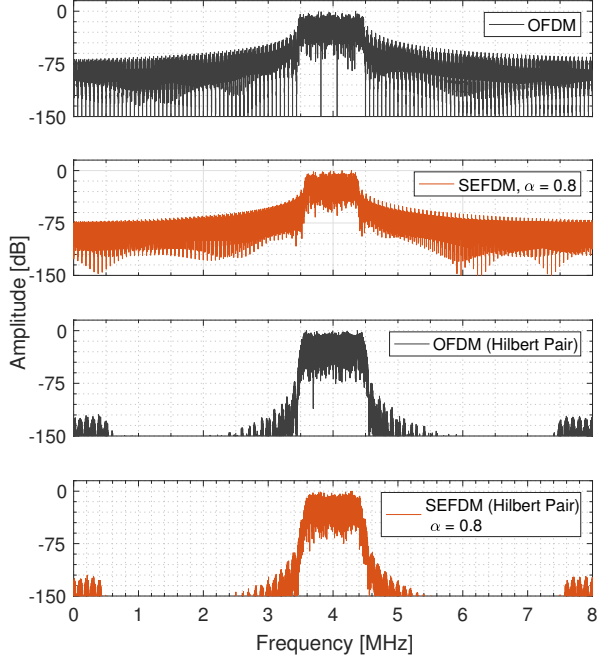 0
-75
-150
OFDM
0
-75
-150
SEFDM, α = 0.8
Amplitude [dB]
0
-75
-150
OFDM (Hilbert Pair)
0
-75
-150
SEFDM (Hilbert Pair)
α = 0.8
0 1 2 3 4 5 6 7 8
Frequency [MHz]